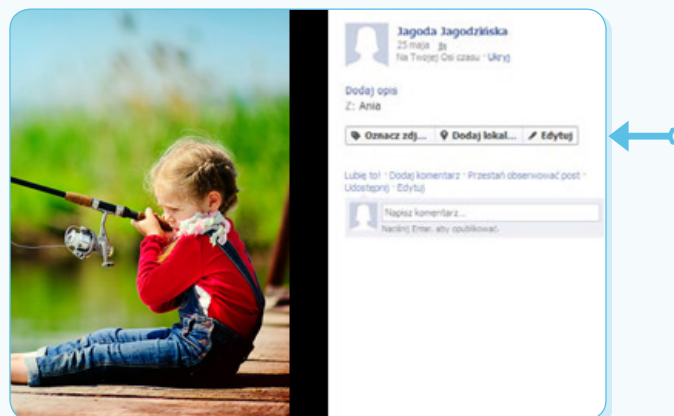 Jagoda Jagodzińska
25 maja
Na Twojej Osi czasu · Ukryj
Dodaj opis
Z: Ania
Oznacz zdj... Dodaj lokal... Edytuj
Lubię to! · Dodaj komentarz · Przestań obserwować post ·
Udostępnij · Edytuj
Napisz komentarz...
Naciśnij Enter, aby opublikować.